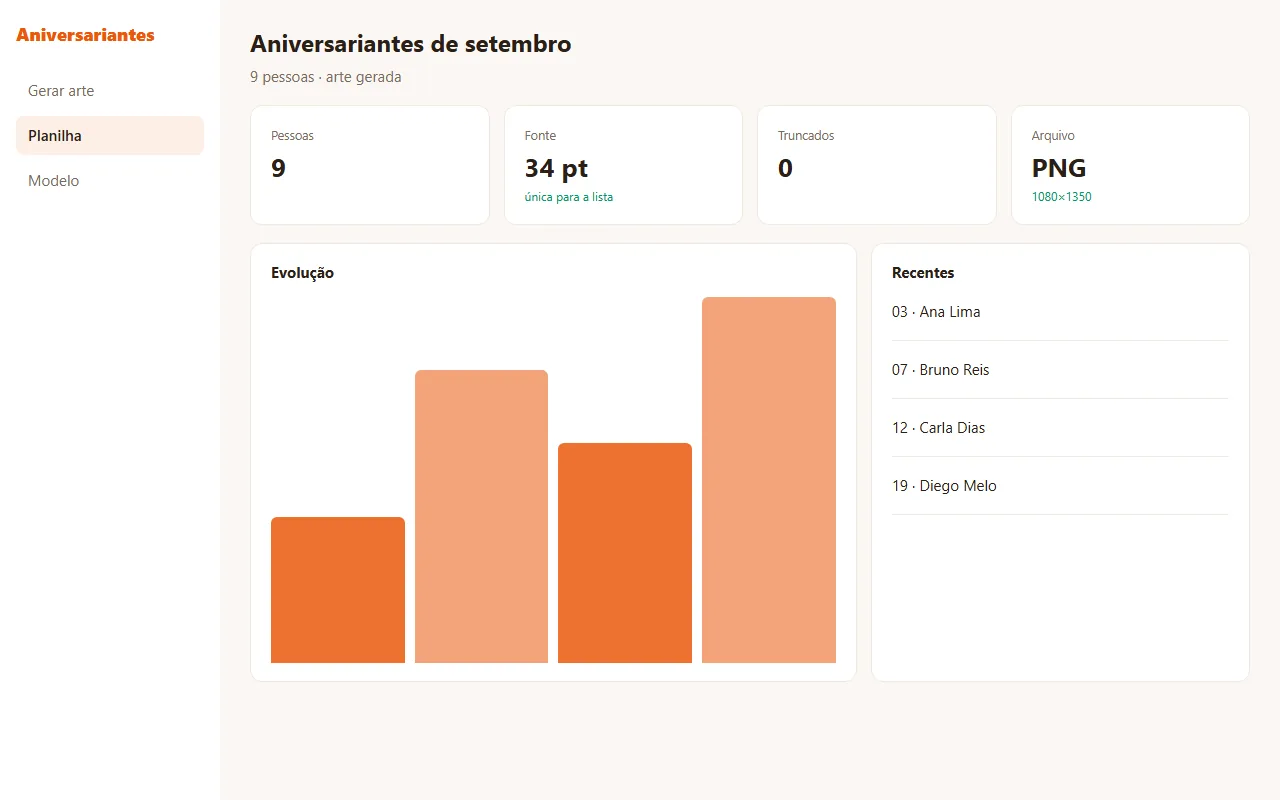 Aniversariantes
Gerar arte
Planilha
Modelo
Aniversariantes de setembro
9 pessoas · arte gerada
Pessoas
9
Fonte
34 pt
única para a lista
Truncados
0
Arquivo
PNG
1080×1350
Evolução
Recentes
03 · Ana Lima
07 · Bruno Reis
12 · Carla Dias
19 · Diego Melo